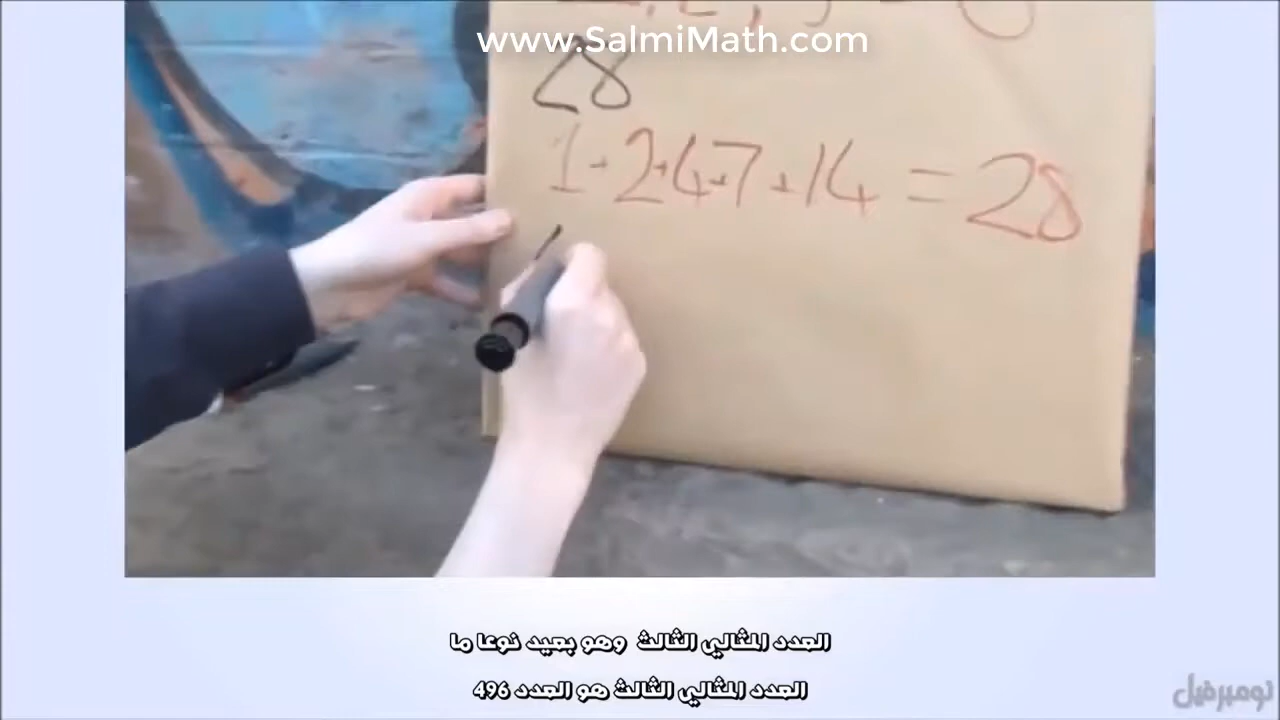 www.SalmiMath.com
28
1+2+4+7+14 = 28
العدد المثالي الثالث وهو بعيد نوعا ما
العدد المثالي الثالث هو العدد 496
نومبرفيل